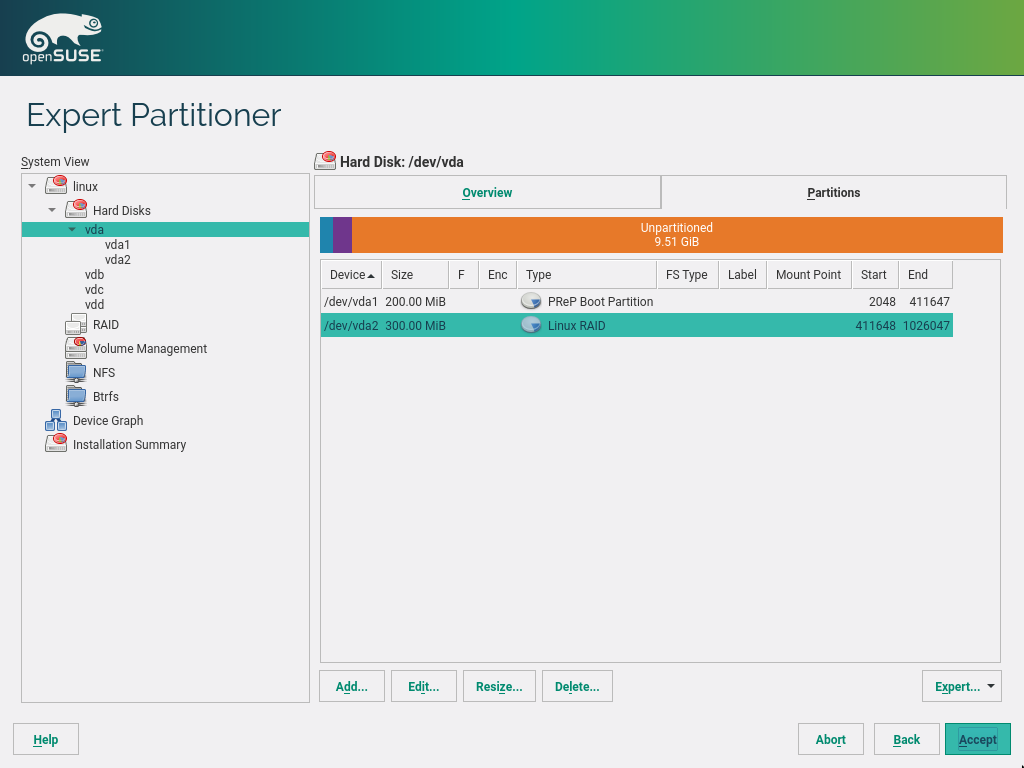 openSUSE
Expert Partitioner
System View
linux
Hard Disks
vda
vda1
vda2
vdb
vdc
vdd
RAID
Volume Management
NFS
Btrfs
Device Graph
Installation Summary
Hard Disk: /dev/vda
Overview Partitions
Unpartitioned
9.51 GiB
Device Size F Enc Type FS Type Label Mount Point Start End
/dev/vda1 200.00 MiB PReP Boot Partition 2048 411647
/dev/vda2 300.00 MiB Linux RAID 411648 1026047
Add... Edit... Resize... Delete... Expert...
Help Abort Back Accept